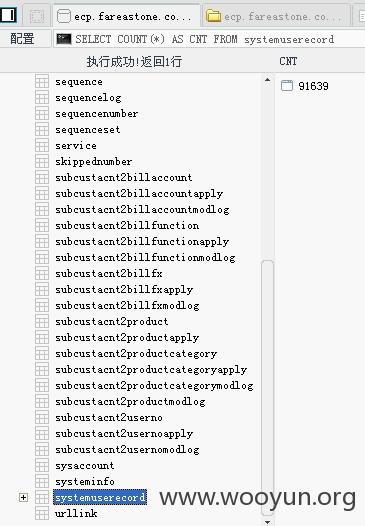 ecp.fareastone.co...
ecp.fareastone.co...
配置
SELECT COUNT(*) AS CNT FROM systemuserecord
执行成功!返回1行
CNT
91639
sequence
sequencelog
sequencenumber
sequenceset
service
skippednumber
subcustacnt2billaccount
subcustacnt2billaccountapply
subcustacnt2billaccountmodlog
subcustacnt2billfunction
subcustacnt2billfunctionapply
subcustacnt2billfunctionmodlog
subcustacnt2billfx
subcustacnt2billfxapply
subcustacnt2billfxmodlog
subcustacnt2product
subcustacnt2productapply
subcustacnt2productcategory
subcustacnt2productcategoryapply
subcustacnt2productcategorymodlog
subcustacnt2productmodlog
subcustacnt2userno
subcustacnt2usernoapply
subcustacnt2usernomodlog
sysaccount
systeminfo
systemuserecord
urllink
www.wooyun.org